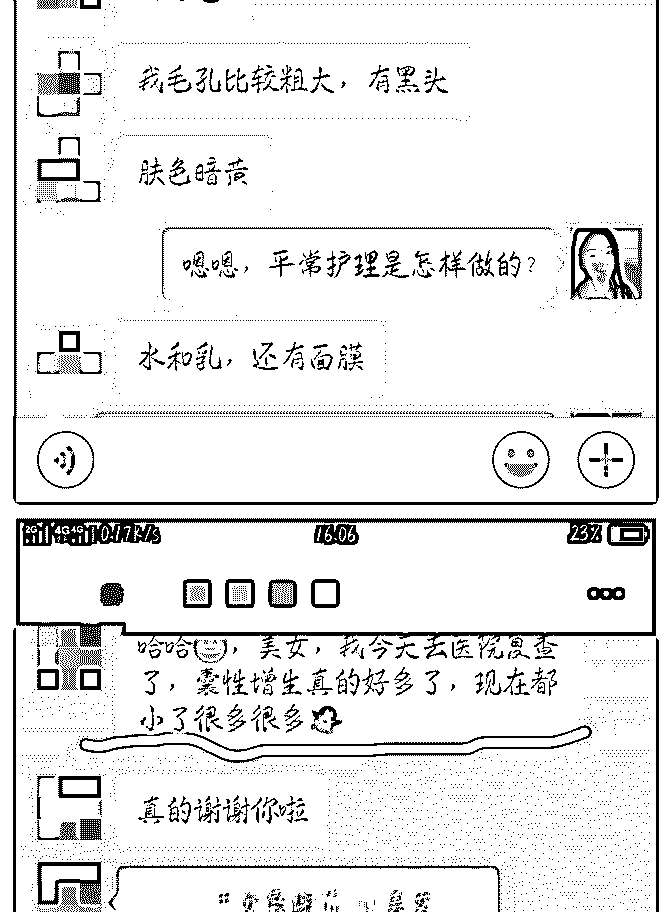 我毛孔比较粗大，有黑头
肤色暗黄
嗯嗯，平常护理是怎样做的？
水和乳，还有面膜
2G 4G 4G 0.17K/s 16:06 23%
哈哈，美女，我今天去医院复查
了，囊性增生真的好多了，现在都
小了很多很多
真的谢谢你啦